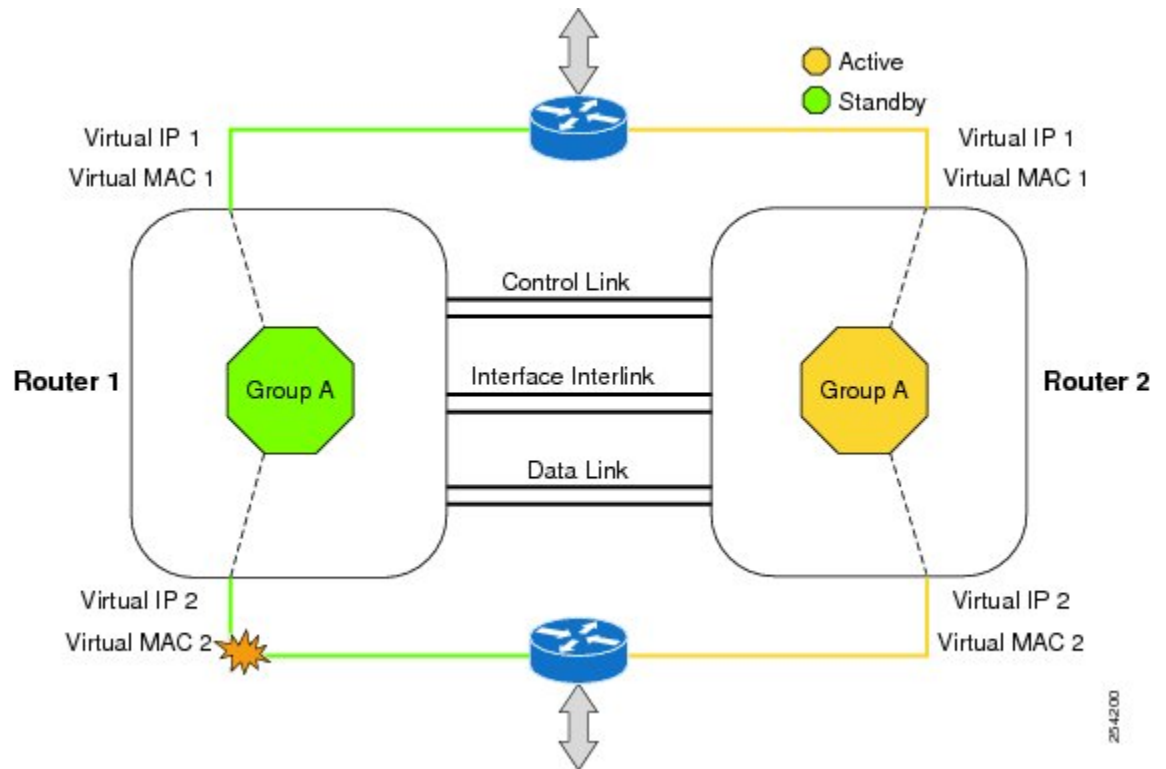 Active
Standby
Virtual IP 1
Virtual MAC 1
Virtual IP 1
Virtual MAC 1
Control Link
Router 1
Group A
Interface Interlink
Group A
Router 2
Data Link
Virtual IP 2
Virtual MAC 2
Virtual IP 2
Virtual MAC 2
254200